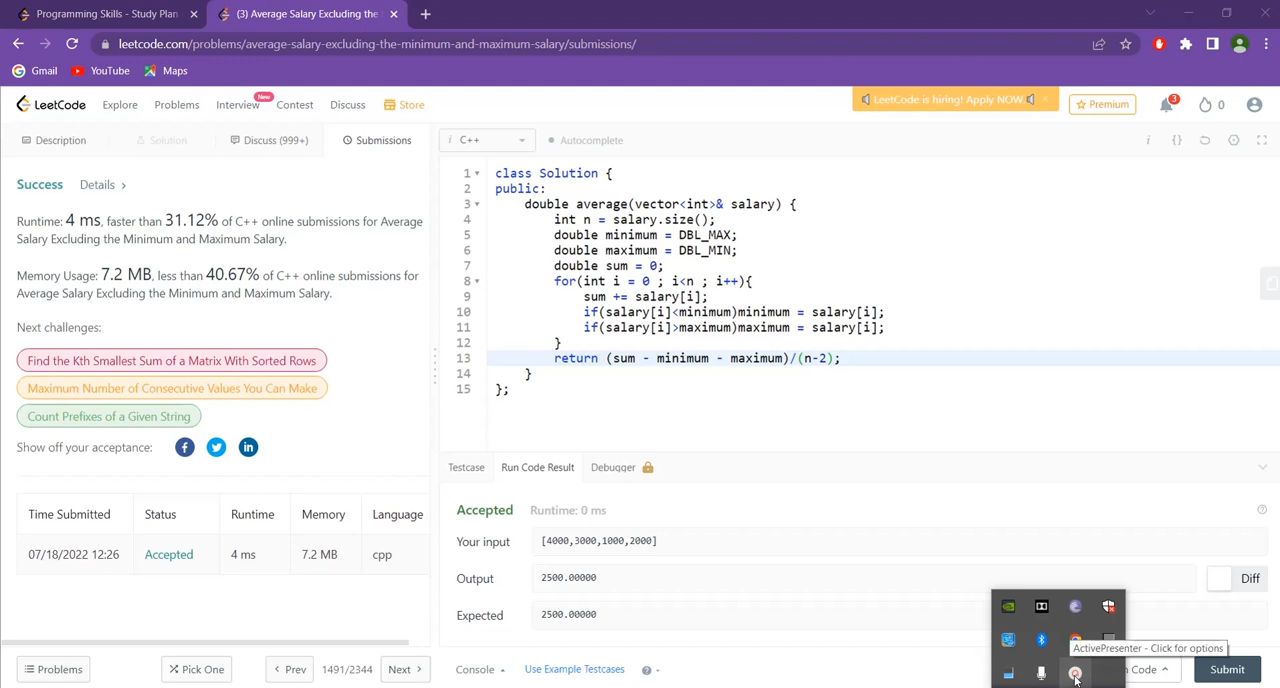 Programming Skills - Study Plan
(3) Average Salary Excluding the
leetcode.com/problems/average-salary-excluding-the-minimum-and-maximum-salary/submissions/
Gmail YouTube Maps
LeetCode Explore Problems Interview New Contest Discuss Store
LeetCode is hiring! Apply NOW
Premium 3 0
Description Solution Discuss (999+) Submissions
i C++ Autocomplete i {}
Success Details >
Runtime: 4 ms, faster than 31.12% of C++ online submissions for Average
Salary Excluding the Minimum and Maximum Salary.
Memory Usage: 7.2 MB, less than 40.67% of C++ online submissions for
Average Salary Excluding the Minimum and Maximum Salary.
Next challenges:
Find the Kth Smallest Sum of a Matrix With Sorted Rows
Maximum Number of Consecutive Values You Can Make
Count Prefixes of a Given String
Show off your acceptance:
Time Submitted Status Runtime Memory Language
07/18/2022 12:26 Accepted 4 ms 7.2 MB cpp
1 class Solution {
2 public:
3 double average(vector<int>& salary) {
4 int n = salary.size();
5 double minimum = DBL_MAX;
6 double maximum = DBL_MIN;
7 double sum = 0;
8 for(int i = 0 ; i<n ; i++){
9 sum += salary[i];
10 if(salary[i]<minimum)minimum = salary[i];
11 if(salary[i]>maximum)maximum = salary[i];
12 }
13 return (sum - minimum - maximum)/(n-2);
14 }
15 };
Testcase Run Code Result Debugger
Accepted Runtime: 0 ms
Your input [4000,3000,1000,2000]
Output 2500.00000 Diff
Expected 2500.00000
ActivePresenter - Click for options
Problems Pick One < Prev 1491/2344 Next > Console Use Example Testcases n Code Submit